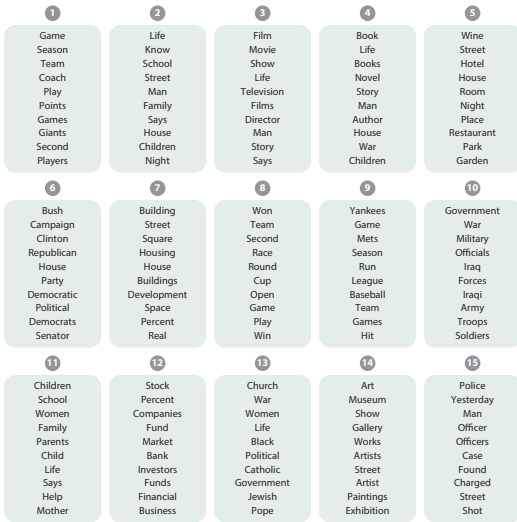 1 2 3 4 5
Game Life Film Book Wine
Season Know Movie Life Street
Team School Show Books Hotel
Coach Street Life Novel House
Play Man Television Story Room
Points Family Films Man Night
Games Says Director Author Place
Giants House Man House Restaurant
Second Children Story War Park
Players Night Says Children Garden
6 7 8 9 10
Bush Building Won Yankees Government
Campaign Street Team Game War
Clinton Square Second Mets Military
Republican Housing Race Season Officials
House House Round Run Iraq
Party Buildings Cup League Forces
Democratic Development Open Baseball Iraqi
Political Space Game Team Army
Democrats Percent Play Games Troops
Senator Real Win Hit Soldiers
11 12 13 14 15
Children Stock Church Art Police
School Percent War Museum Yesterday
Women Companies Women Show Man
Family Fund Life Gallery Officer
Parents Market Black Works Officers
Child Bank Political Artists Case
Life Investors Catholic Street Found
Says Funds Government Artist Charged
Help Financial Jewish Paintings Street
Mother Business Pope Exhibition Shot